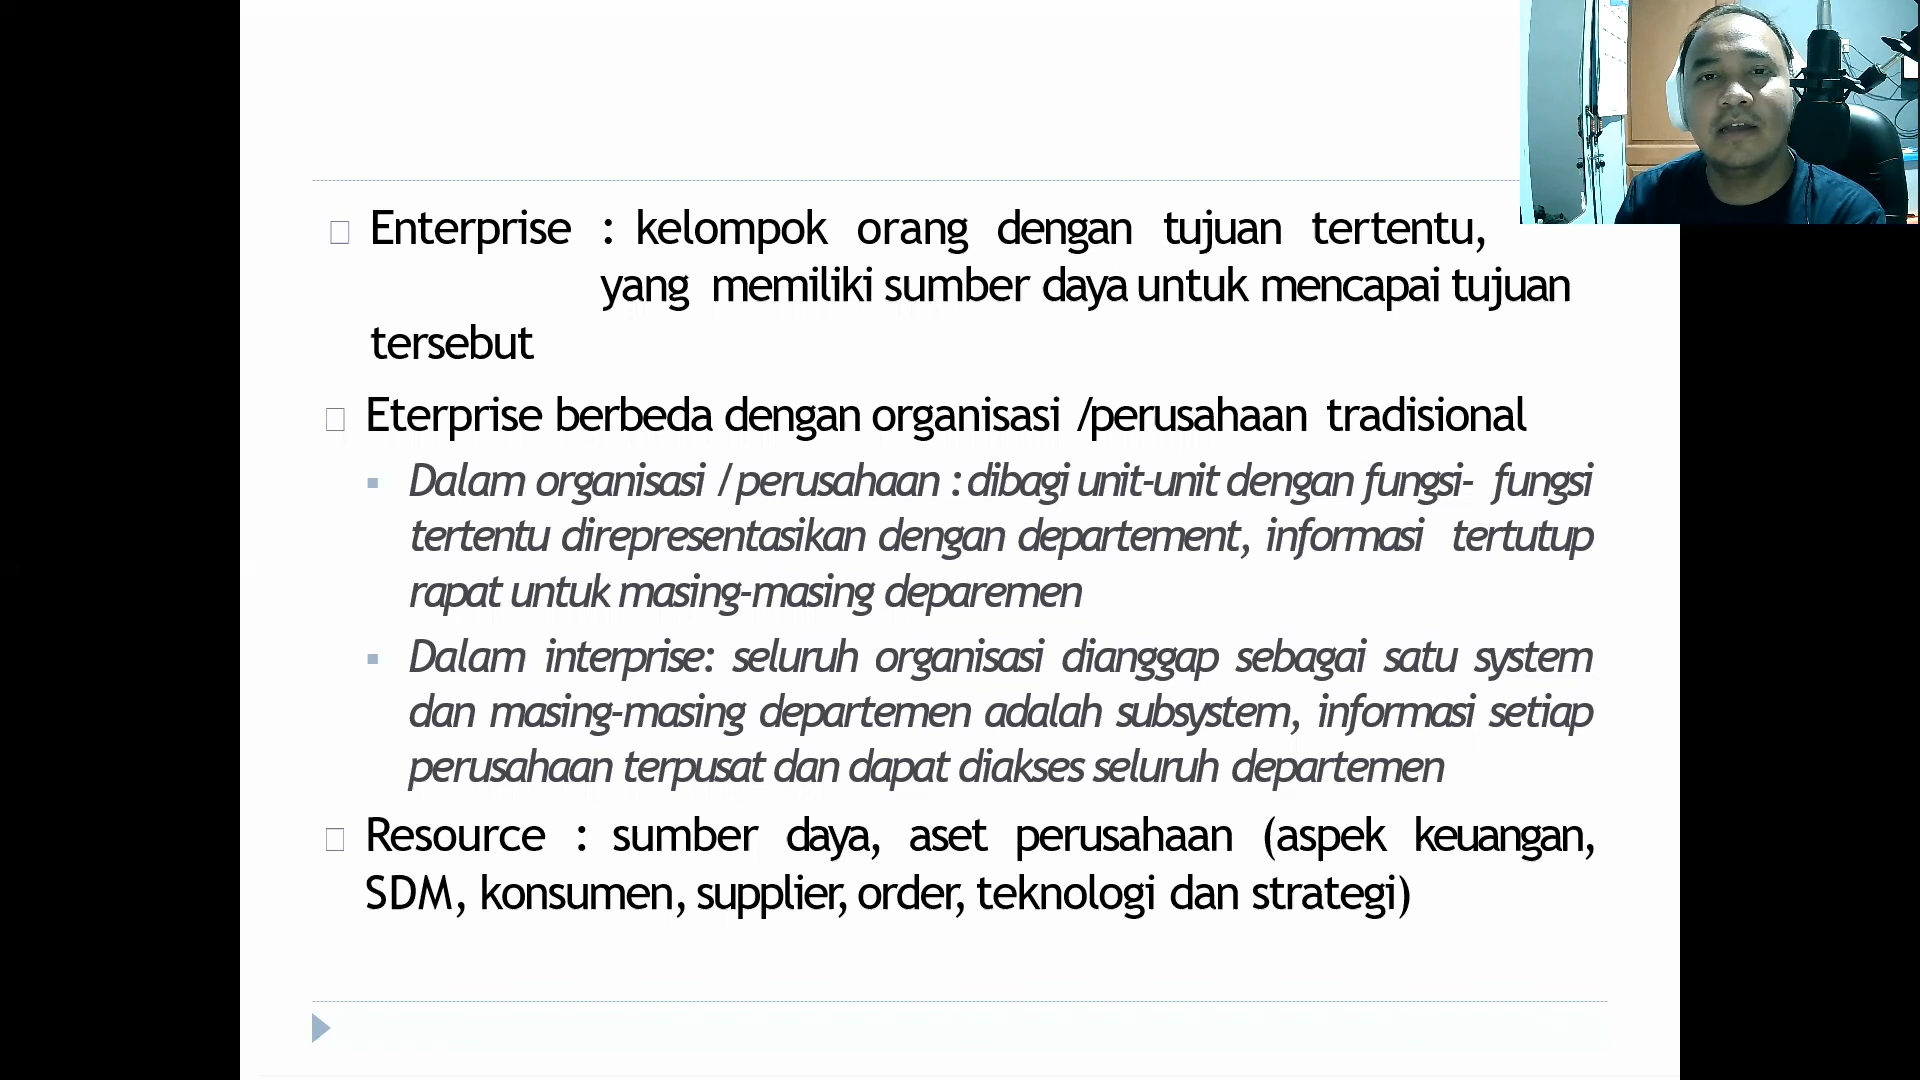 Enterprise : kelompok orang dengan tujuan tertentu,
yang memiliki sumber daya untuk mencapai tujuan
tersebut
Eterprise berbeda dengan organisasi /perusahaan tradisional
Dalam organisasi / perusahaan : dibagi unit-unit dengan fungsi- fungsi
tertentu direpresentasikan dengan departement, informasi tertutup
rapat untuk masing-masing deparemen
Dalam interprise: seluruh organisasi dianggap sebagai satu system
dan masing-masing departemen adalah subsystem, informasi setiap
perusahaan terpusat dan dapat diakses seluruh departemen
Resource : sumber daya, aset perusahaan (aspek keuangan,
SDM, konsumen, supplier, order, teknologi dan strategi)